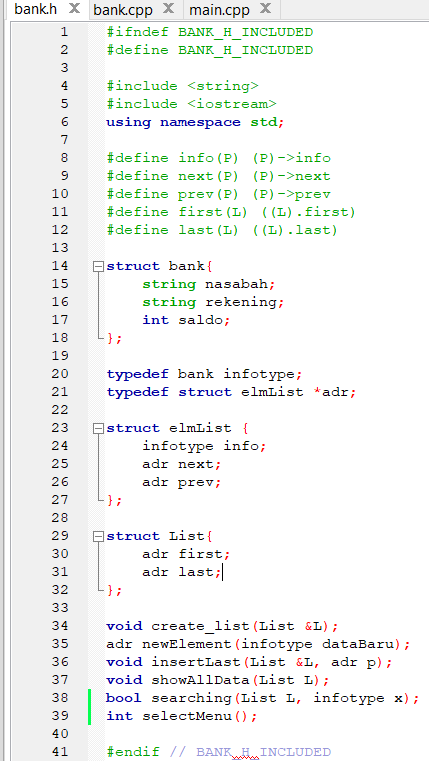 bank.h × bank.cpp × main.cpp ×
1 #ifndef BANK_H_INCLUDED
2 #define BANK_H_INCLUDED
3
4 #include <string>
5 #include <iostream>
6 using namespace std;
7
8 #define info(P) (P)->info
9 #define next(P) (P)->next
10 #define prev(P) (P)->prev
11 #define first(L) ((L).first)
12 #define last(L) ((L).last)
13
14 struct bank{
15     string nasabah;
16     string rekening;
17     int saldo;
18 };
19
20 typedef bank infotype;
21 typedef struct elmList *adr;
22
23 struct elmList {
24     infotype info;
25     adr next;
26     adr prev;
27 };
28
29 struct List{
30     adr first;
31     adr last;
32 };
33
34 void create_list(List &L);
35 adr newElement(infotype dataBaru);
36 void insertLast(List &L, adr p);
37 void showAllData(List L);
38 bool searching(List L, infotype x);
39 int selectMenu();
40
41 #endif // BANK_H_INCLUDED